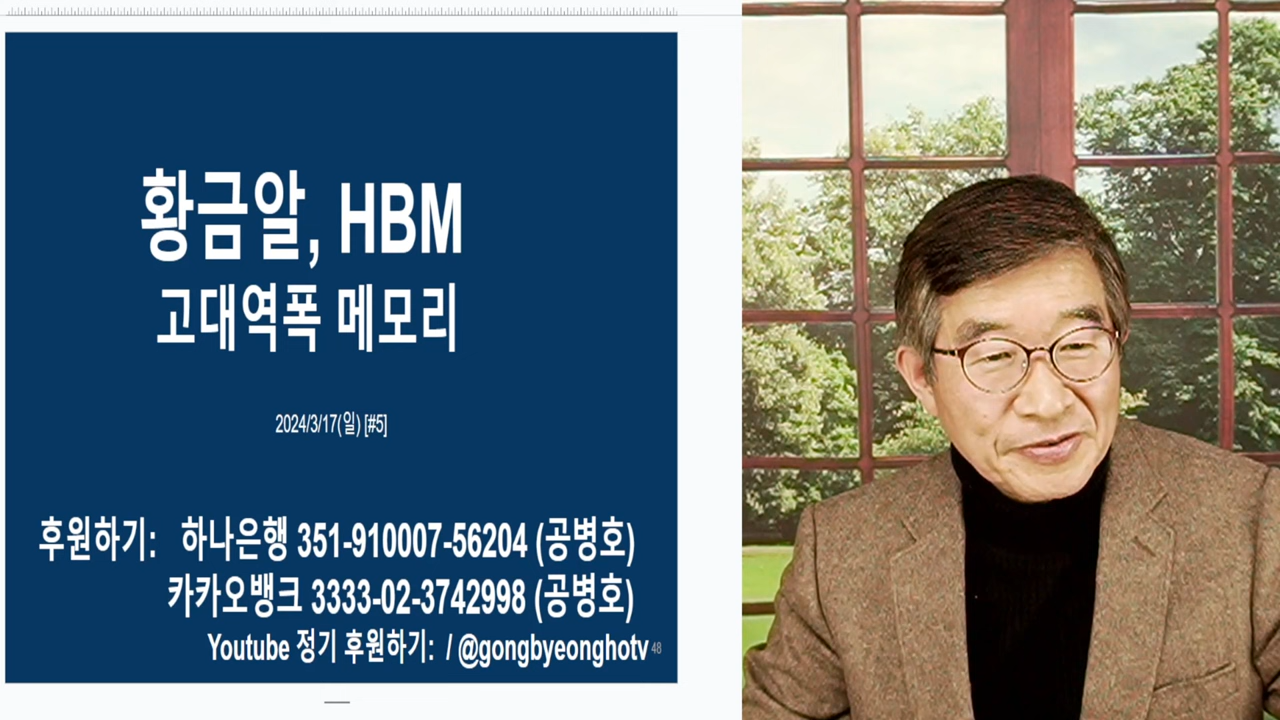 황금알, HBM
고대역폭 메모리
2024/3/17(일) [#5]
후원하기: 하나은행 351-910007-56204 (공병호)
카카오뱅크 3333-02-3742998 (공병호)
Youtube 정기 후원하기: / @gongbyeonghotv
48